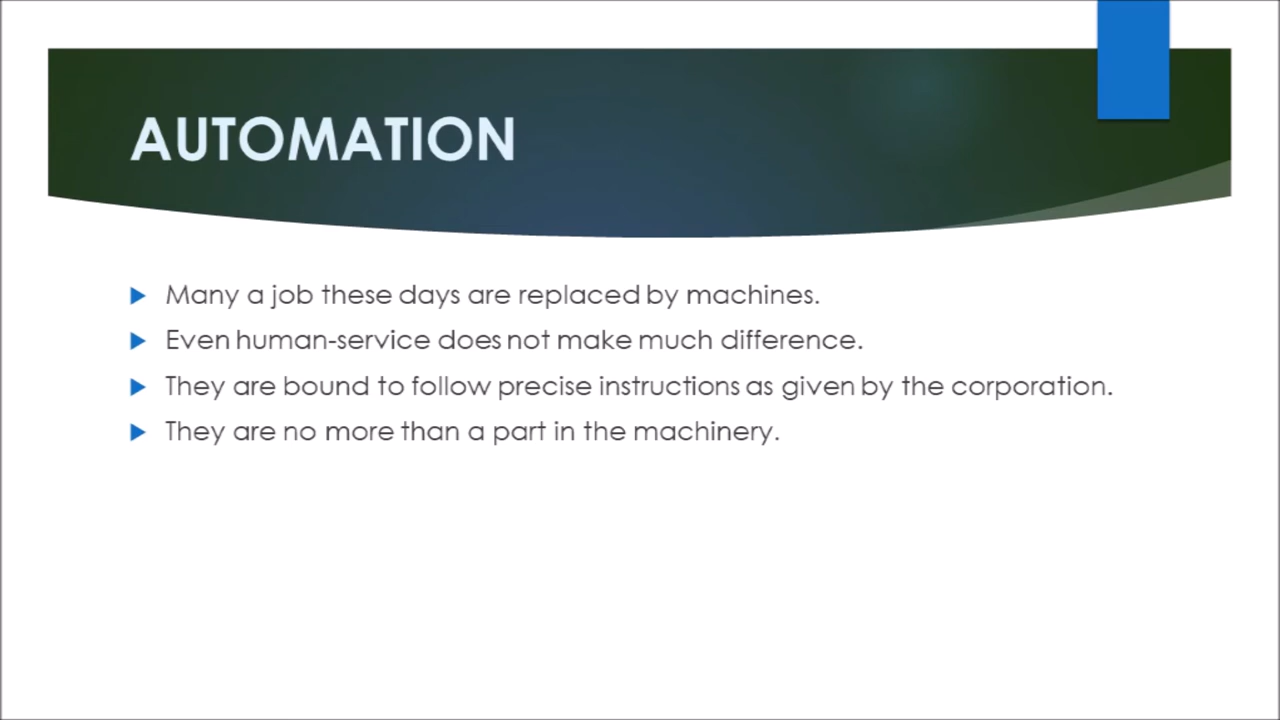 AUTOMATION
Many a job these days are replaced by machines.
Even human-service does not make much difference.
They are bound to follow precise instructions as given by the corporation.
They are no more than a part in the machinery.